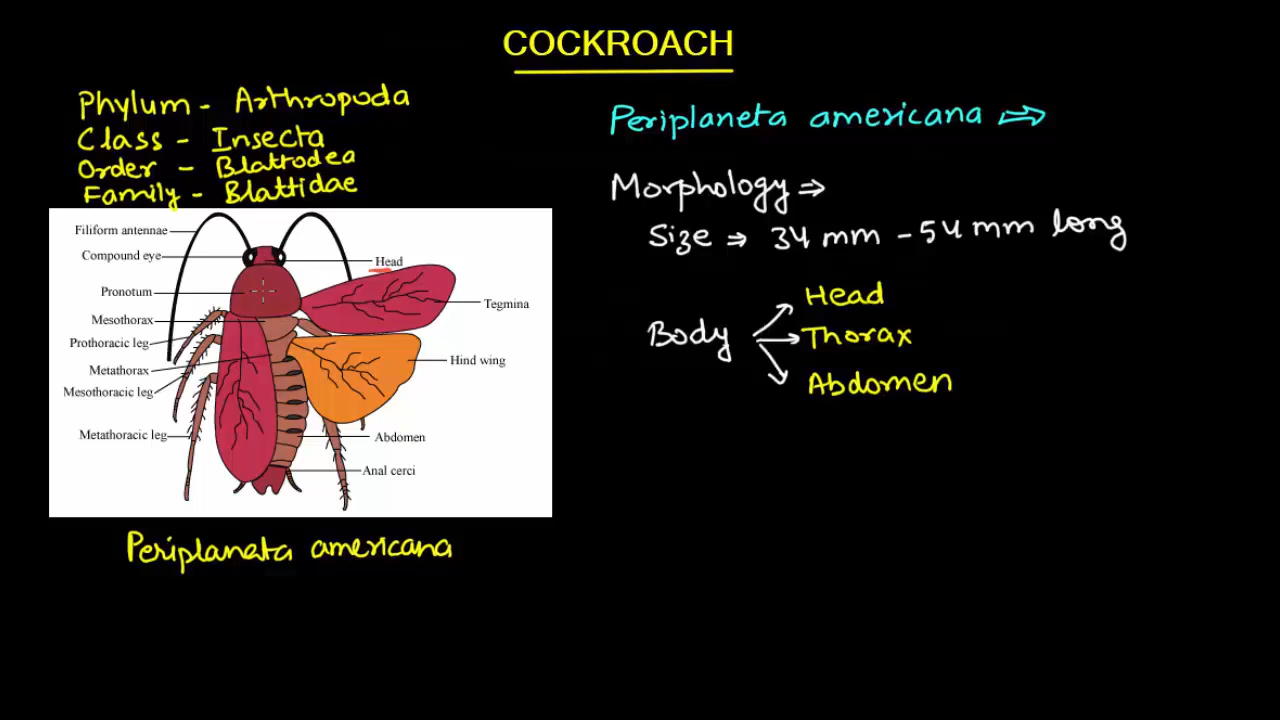 COCKROACH
Phylum - Arthropoda
Class - Insecta
Order - Blattodea
Family - Blattidae
Filiform antennae
Compound eye
Head
Pronotum
Tegmina
Mesothorax
Prothoracic leg
Hind wing
Metathorax
Mesothoracic leg
Metathoracic leg
Abdomen
Anal cerci
Periplaneta americana
Periplaneta americana ⇒
Morphology ⇒
Size ⇒ 34 mm - 54 mm long
Head
Body → Thorax
Abdomen